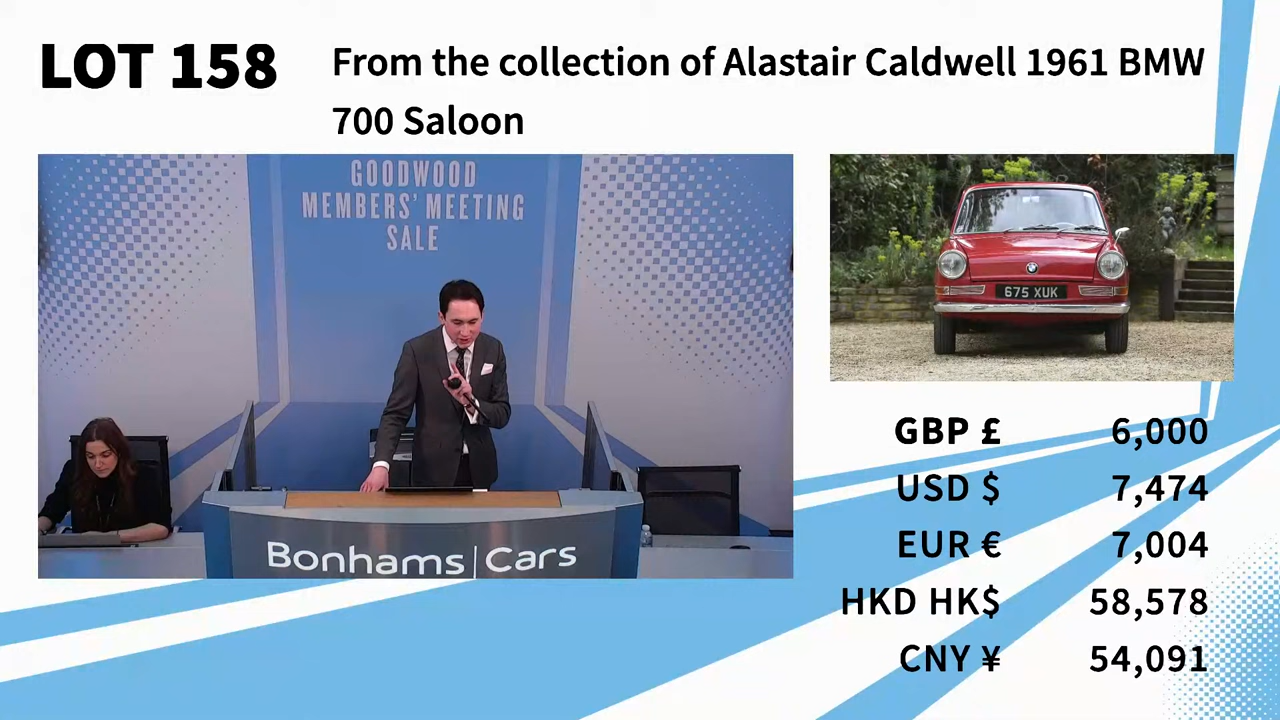 LOT 158
From the collection of Alastair Caldwell 1961 BMW
700 Saloon
GOODWOOD
MEMBERS' MEETING
SALE
675 XUK
Bonhams | Cars
GBP £ 6,000
USD $ 7,474
EUR € 7,004
HKD HK$ 58,578
CNY ¥ 54,091